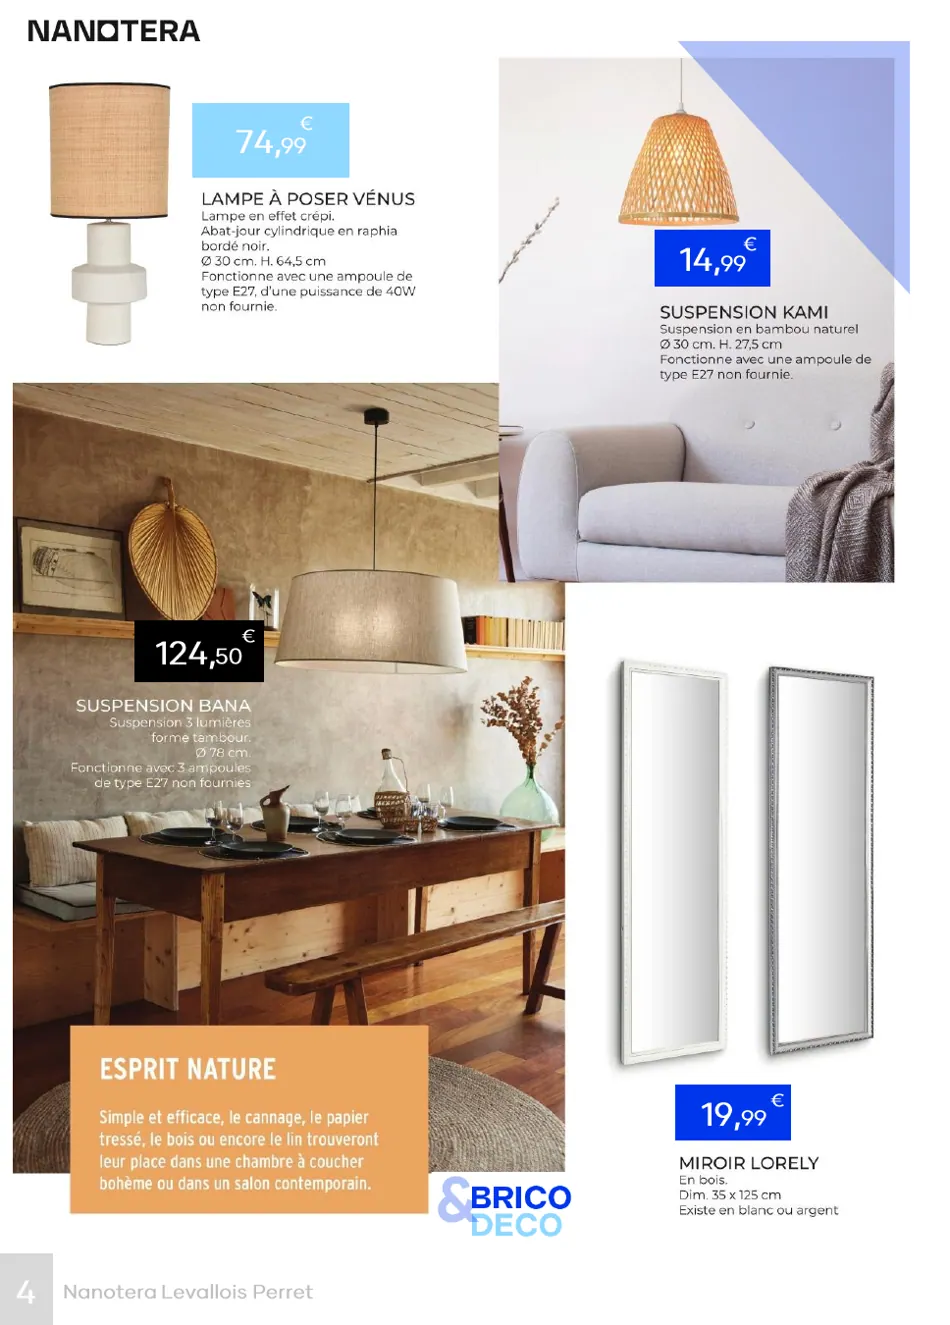 NANOTERA
74,99 €
LAMPE À POSER VÉNUS
Lampe en effet crépi.
Abat-jour cylindrique en raphia
bordé noir.
Ø 30 cm. H. 64,5 cm
Fonctionne avec une ampoule de
type E27, d'une puissance de 40W
non fournie.
14,99 €
SUSPENSION KAMI
Suspension en bambou naturel
Ø 30 cm. H. 27,5 cm
Fonctionne avec une ampoule de
type E27 non fournie.
124,50 €
SUSPENSION BANA
Suspension 3 lumières
forme tambour.
Ø 78 cm.
Fonctionne avec 3 ampoules
de type E27 non fournies
ESPRIT NATURE
Simple et efficace, le cannage, le papier
tressé, le bois ou encore le lin trouveront
leur place dans une chambre à coucher
bohème ou dans un salon contemporain.
19,99 €
MIROIR LORELY
En bois.
Dim. 35 x 125 cm
Existe en blanc ou argent
&BRICO
DECO
4
Nanotera Levallois Perret